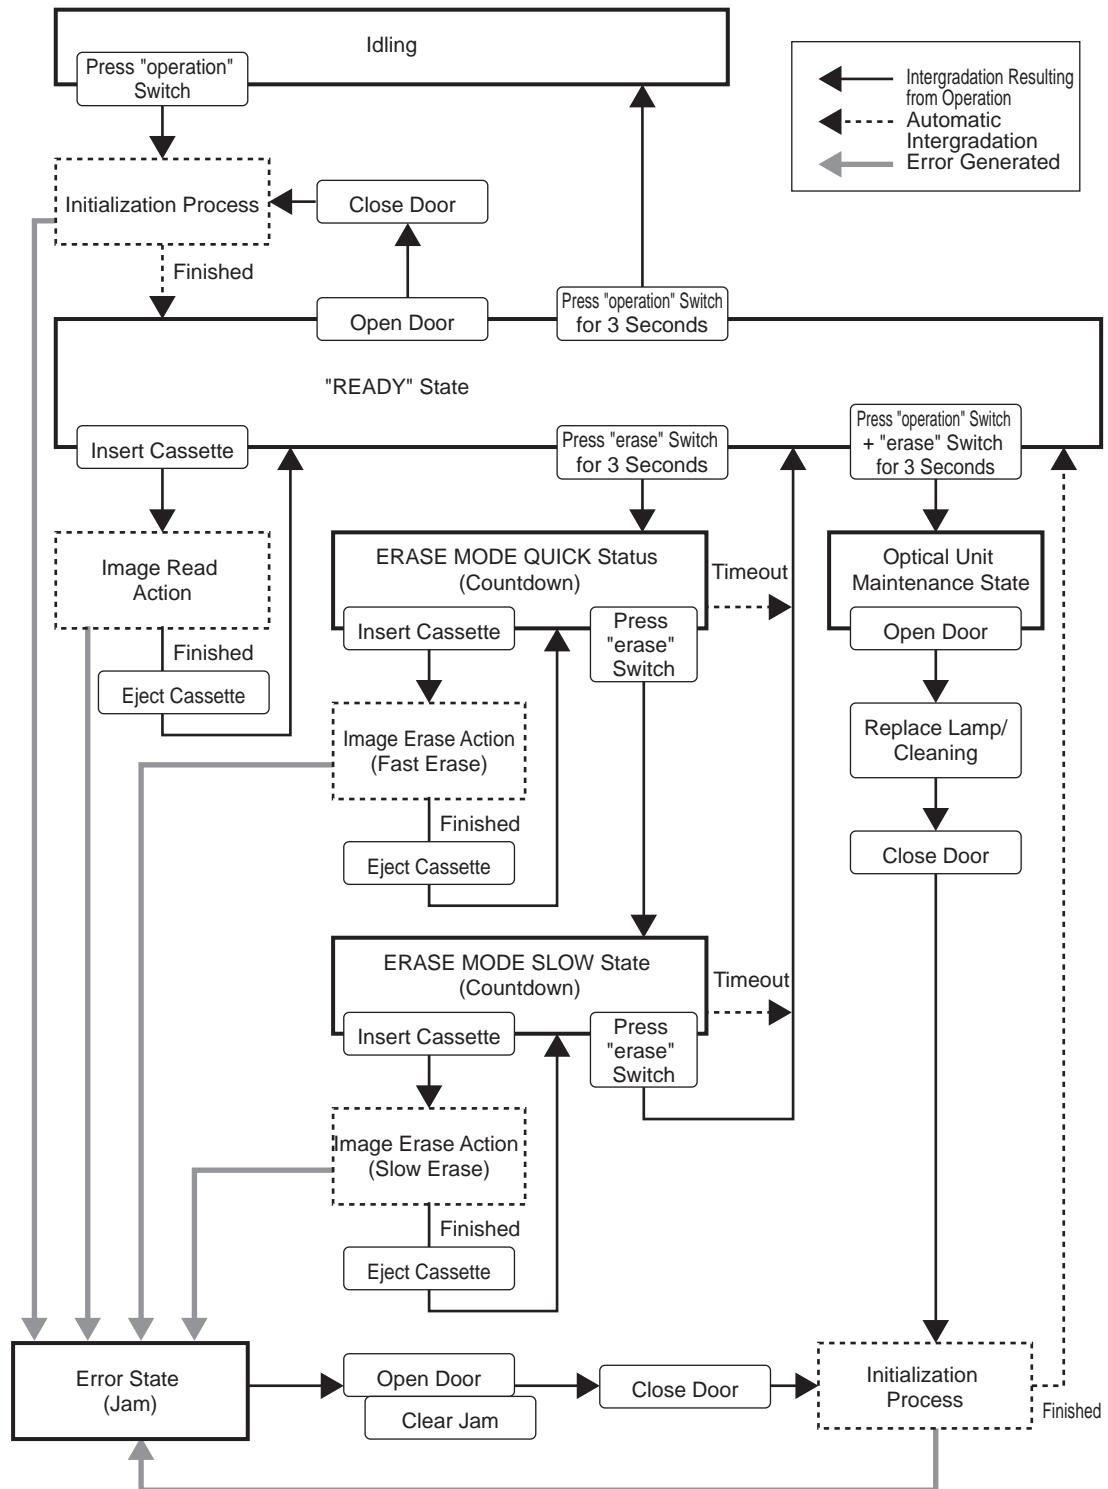 Idling
Press "operation"
Switch
Intergradation Resulting
from Operation
Automatic
Intergradation
Error Generated
Initialization Process
Close Door
Finished
Open Door
Press "operation" Switch
for 3 Seconds
"READY" State
Insert Cassette
Press "erase" Switch
for 3 Seconds
Press "operation" Switch
+ "erase" Switch
for 3 Seconds
Image Read
Action
ERASE MODE QUICK Status
(Countdown)
Timeout
Optical Unit
Maintenance State
Insert Cassette
Press
"erase"
Switch
Open Door
Finished
Eject Cassette
Image Erase Action
(Fast Erase)
Replace Lamp/
Cleaning
Finished
Eject Cassette
Close Door
ERASE MODE SLOW State
(Countdown)
Timeout
Insert Cassette
Press
"erase"
Switch
Image Erase Action
(Slow Erase)
Finished
Eject Cassette
Error State
(Jam)
Open Door
Clear Jam
Close Door
Initialization
Process
Finished